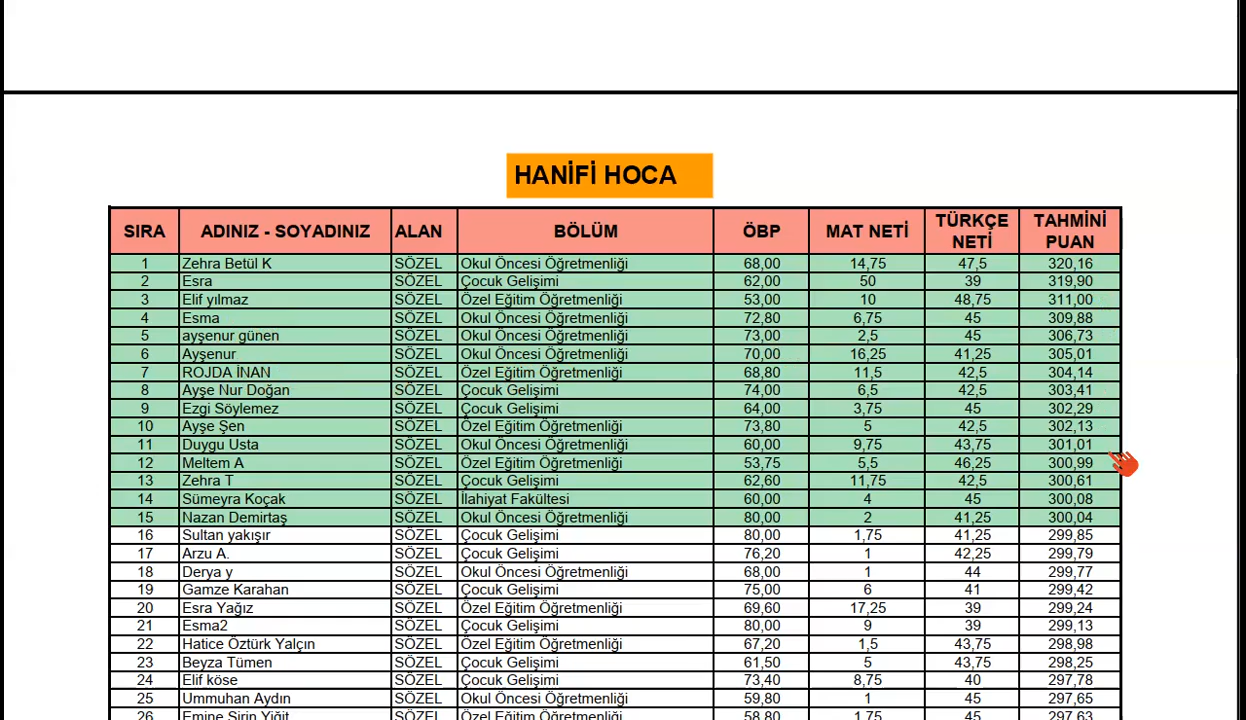 HANİFİ HOCA
SIRA ADINIZ - SOYADINIZ ALAN BÖLÜM ÖBP MAT NETİ TÜRKÇE NETİ TAHMİNİ PUAN
1 Zehra Betül K SÖZEL Okul Öncesi Öğretmenliği 68,00 14,75 47,5 320,16
2 Esra SÖZEL Çocuk Gelişimi 62,00 50 39 319,90
3 Elif yılmaz SÖZEL Özel Eğitim Öğretmenliği 53,00 10 48,75 311,00
4 Esma SÖZEL Okul Öncesi Öğretmenliği 72,80 6,75 45 309,88
5 ayşenur günen SÖZEL Okul Öncesi Öğretmenliği 73,00 2,5 45 306,73
6 Ayşenur SÖZEL Okul Öncesi Öğretmenliği 70,00 16,25 41,25 305,01
7 ROJDA İNAN SÖZEL Özel Eğitim Öğretmenliği 68,80 11,5 42,5 304,14
8 Ayşe Nur Doğan SÖZEL Çocuk Gelişimi 74,00 6,5 42,5 303,41
9 Ezgi Söylemez SÖZEL Çocuk Gelişimi 64,00 3,75 45 302,29
10 Ayşe Şen SÖZEL Özel Eğitim Öğretmenliği 73,80 5 42,5 302,13
11 Duygu Usta SÖZEL Okul Öncesi Öğretmenliği 60,00 9,75 43,75 301,01
12 Meltem A SÖZEL Özel Eğitim Öğretmenliği 53,75 5,5 46,25 300,99
13 Zehra T SÖZEL Çocuk Gelişimi 62,60 11,75 42,5 300,61
14 Sümeyra Koçak SÖZEL İlahiyat Fakültesi 60,00 4 45 300,08
15 Nazan Demirtaş SÖZEL Okul Öncesi Öğretmenliği 80,00 2 41,25 300,04
16 Sultan yakışır SÖZEL Çocuk Gelişimi 80,00 1,75 41,25 299,85
17 Arzu A. SÖZEL Çocuk Gelişimi 76,20 1 42,25 299,79
18 Derya y SÖZEL Okul Öncesi Öğretmenliği 68,00 1 44 299,77
19 Gamze Karahan SÖZEL Çocuk Gelişimi 75,00 6 41 299,42
20 Esra Yağız SÖZEL Özel Eğitim Öğretmenliği 69,60 17,25 39 299,24
21 Esma2 SÖZEL Çocuk Gelişimi 80,00 9 39 299,13
22 Hatice Öztürk Yalçın SÖZEL Özel Eğitim Öğretmenliği 67,20 1,5 43,75 298,98
23 Beyza Tümen SÖZEL Çocuk Gelişimi 61,50 5 43,75 298,25
24 Elif köse SÖZEL Çocuk Gelişimi 73,40 8,75 40 297,78
25 Ummuhan Aydın SÖZEL Okul Öncesi Öğretmenliği 59,80 1 45 297,65
26 Emine Şirin Yiğit SÖZEL Özel Eğitim Öğretmenliği 58,80 1,75 45 297,63